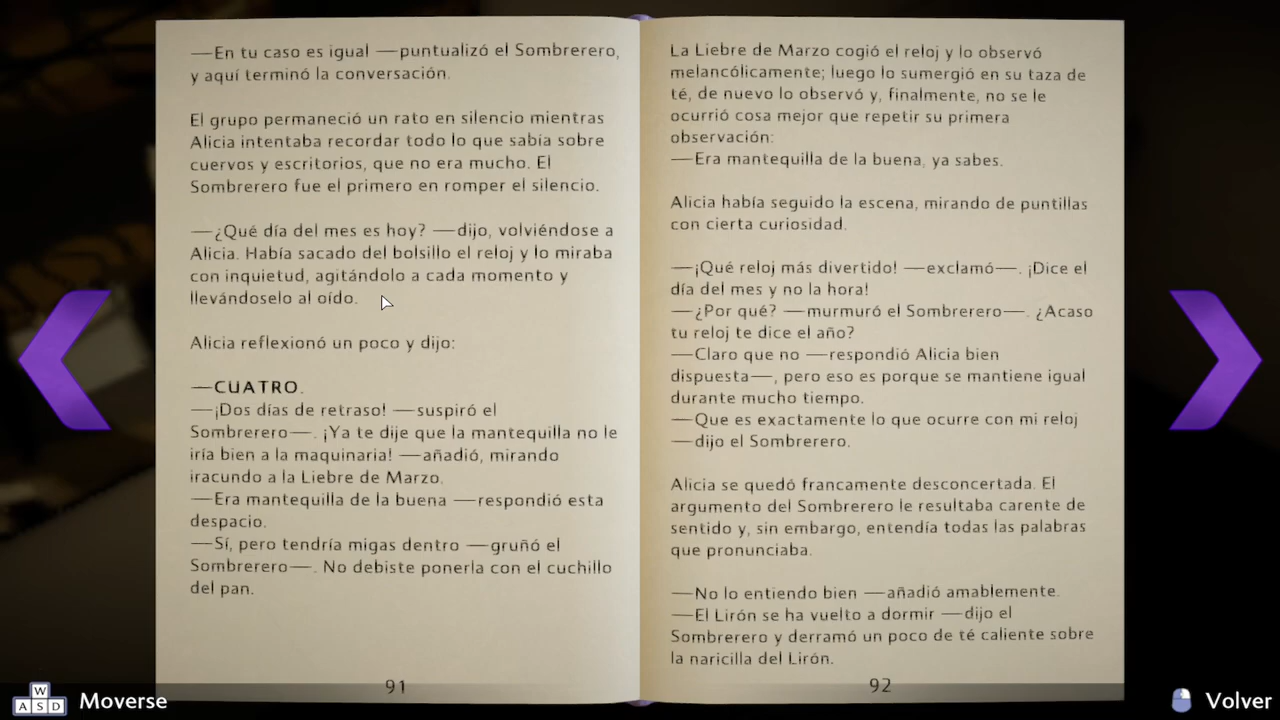 —En tu caso es igual —puntualizó el Sombrerero,
y aquí terminó la conversación.
El grupo permaneció un rato en silencio mientras
Alicia intentaba recordar todo lo que sabía sobre
cuervos y escritorios, que no era mucho. El
Sombrerero fue el primero en romper el silencio.
—¿Qué día del mes es hoy? —dijo, volviéndose a
Alicia. Había sacado del bolsillo el reloj y lo miraba
con inquietud, agitándolo a cada momento y
llevándoselo al oído.
Alicia reflexionó un poco y dijo:
—CUATRO.
—¡Dos días de retraso! —suspiró el
Sombrerero—. ¡Ya te dije que la mantequilla no le
iría bien a la maquinaria! —añadió, mirando
iracundo a la Liebre de Marzo.
—Era mantequilla de la buena —respondió esta
despacio.
—Sí, pero tendría migas dentro —gruñó el
Sombrerero—. No debiste ponerla con el cuchillo
del pan.
91
La Liebre de Marzo cogió el reloj y lo observó
melancólicamente; luego lo sumergió en su taza de
té, de nuevo lo observó y, finalmente, no se le
ocurrió cosa mejor que repetir su primera
observación:
—Era mantequilla de la buena, ya sabes.
Alicia había seguido la escena, mirando de puntillas
con cierta curiosidad.
—¡Qué reloj más divertido! —exclamó—. ¡Dice el
día del mes y no la hora!
—¿Por qué? —murmuró el Sombrerero—. ¿Acaso
tu reloj te dice el año?
—Claro que no —respondió Alicia bien
dispuesta—, pero eso es porque se mantiene igual
durante mucho tiempo.
—Que es exactamente lo que ocurre con mi reloj
—dijo el Sombrerero.
Alicia se quedó francamente desconcertada. El
argumento del Sombrerero le resultaba carente de
sentido y, sin embargo, entendía todas las palabras
que pronunciaba.
—No lo entiendo bien —añadió amablemente.
—El Lirón se ha vuelto a dormir —dijo el
Sombrerero y derramó un poco de té caliente sobre
la naricilla del Lirón.
92
W
A S D
Moverse
Volver